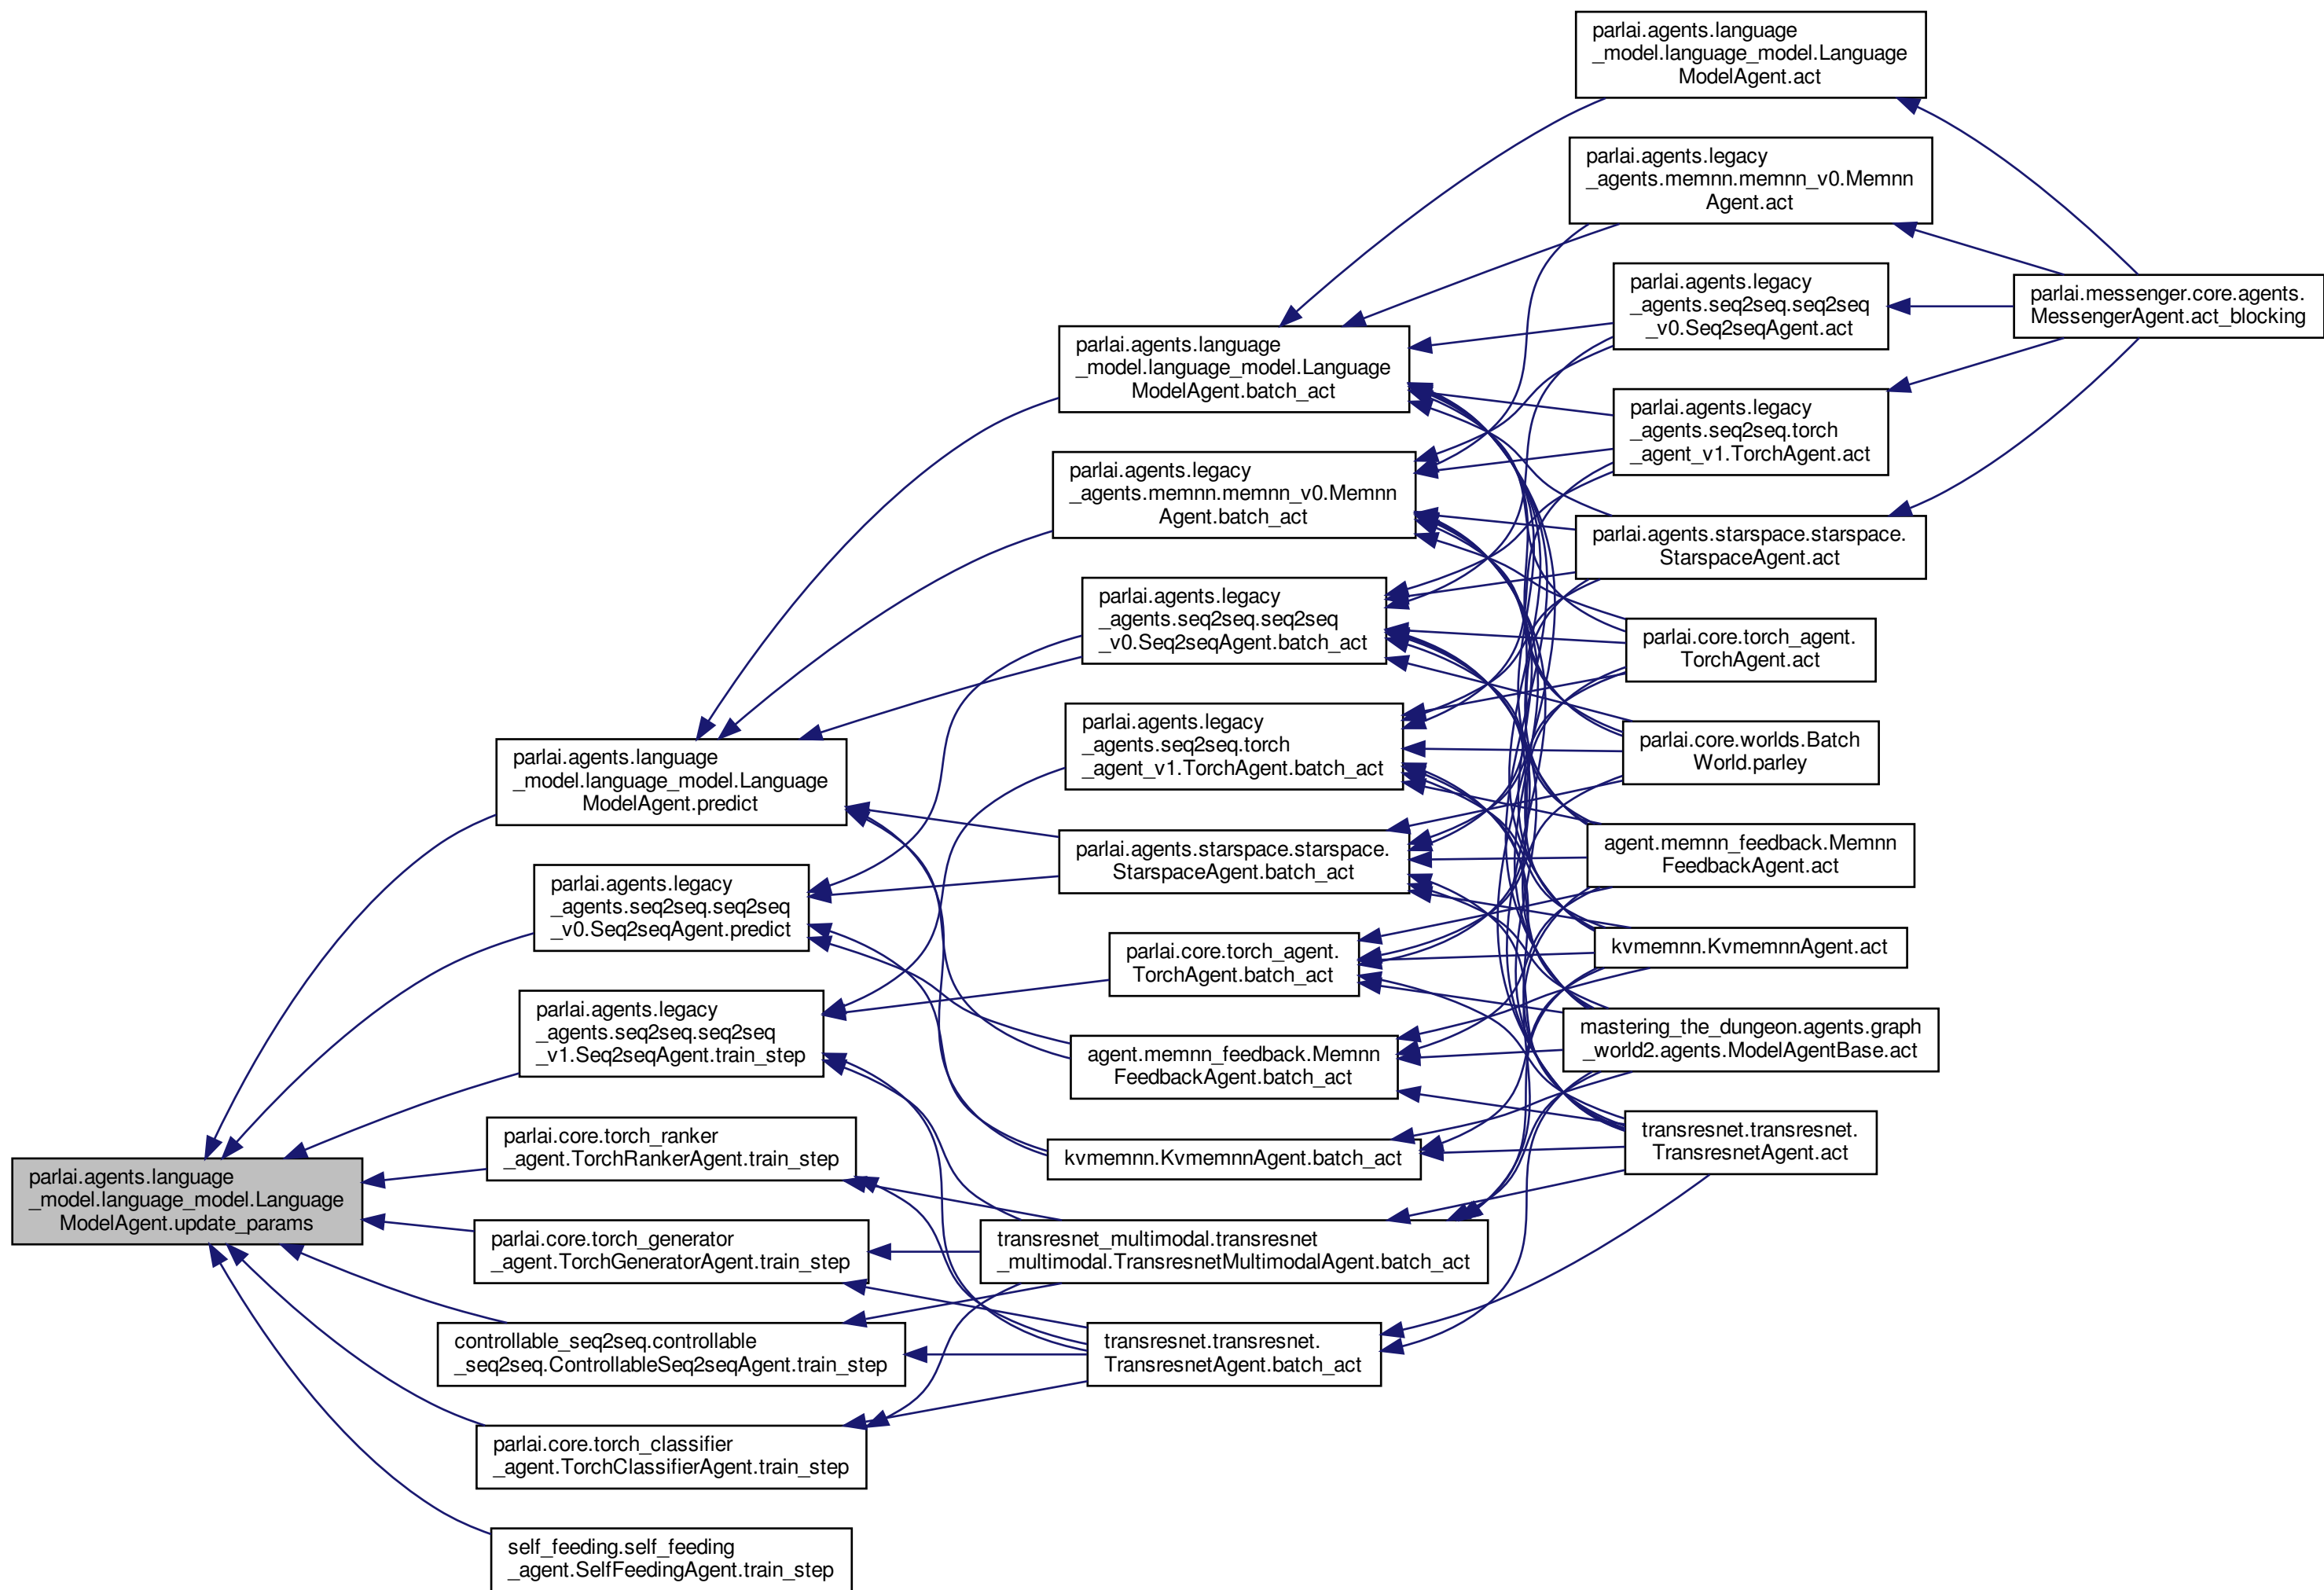 parlai.agents.language
_model.language_model.Language
ModelAgent.update_params
parlai.agents.language
_model.language_model.Language
ModelAgent.predict
parlai.agents.legacy
_agents.seq2seq.seq2seq
_v0.Seq2seqAgent.predict
parlai.agents.legacy
_agents.seq2seq.seq2seq
_v1.Seq2seqAgent.train_step
parlai.core.torch_ranker
_agent.TorchRankerAgent.train_step
parlai.core.torch_generator
_agent.TorchGeneratorAgent.train_step
controllable_seq2seq.controllable
_seq2seq.ControllableSeq2seqAgent.train_step
parlai.core.torch_classifier
_agent.TorchClassifierAgent.train_step
self_feeding.self_feeding
_agent.SelfFeedingAgent.train_step
parlai.agents.language
_model.language_model.Language
ModelAgent.batch_act
parlai.agents.legacy
_agents.memnn.memnn_v0.Memnn
Agent.batch_act
parlai.agents.legacy
_agents.seq2seq.seq2seq
_v0.Seq2seqAgent.batch_act
parlai.agents.legacy
_agents.seq2seq.torch
_agent_v1.TorchAgent.batch_act
parlai.agents.starspace.starspace.
StarspaceAgent.batch_act
parlai.core.torch_agent.
TorchAgent.batch_act
agent.memnn_feedback.Memnn
FeedbackAgent.batch_act
kvmemnn.KvmemnnAgent.batch_act
transresnet_multimodal.transresnet
_multimodal.TransresnetMultimodalAgent.batch_act
transresnet.transresnet.
TransresnetAgent.batch_act
parlai.agents.language
_model.language_model.Language
ModelAgent.act
parlai.agents.legacy
_agents.memnn.memnn_v0.Memnn
Agent.act
parlai.agents.legacy
_agents.seq2seq.seq2seq
_v0.Seq2seqAgent.act
parlai.agents.legacy
_agents.seq2seq.torch
_agent_v1.TorchAgent.act
parlai.agents.starspace.starspace.
StarspaceAgent.act
parlai.core.torch_agent.
TorchAgent.act
parlai.core.worlds.Batch
World.parley
agent.memnn_feedback.Memnn
FeedbackAgent.act
kvmemnn.KvmemnnAgent.act
mastering_the_dungeon.agents.graph
_world2.agents.ModelAgentBase.act
transresnet.transresnet.
TransresnetAgent.act
parlai.messenger.core.agents.
MessengerAgent.act_blocking